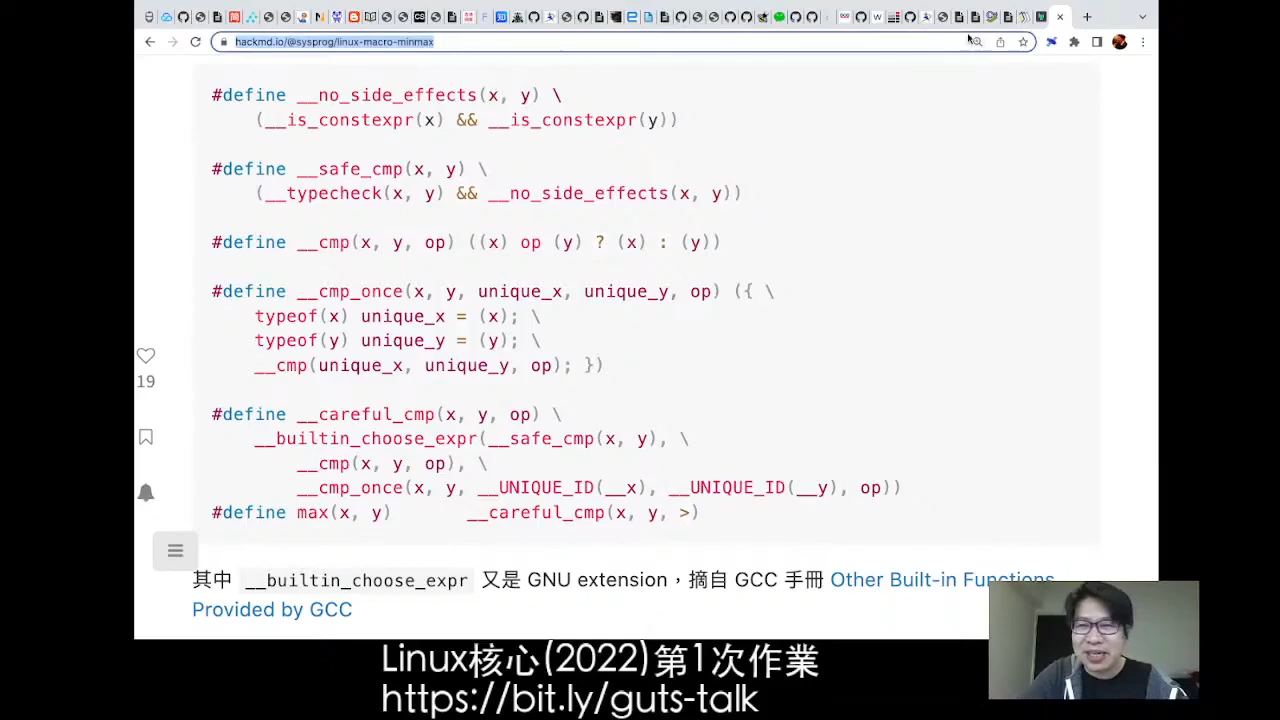 hackmd.io/@sysprog/linux-macro-minmax
#define __no_side_effects(x, y) \
(__is_constexpr(x) && __is_constexpr(y))
#define __safe_cmp(x, y) \
(__typecheck(x, y) && __no_side_effects(x, y))
#define __cmp(x, y, op) ((x) op (y) ? (x) : (y))
#define __cmp_once(x, y, unique_x, unique_y, op) ({ \
typeof(x) unique_x = (x); \
typeof(y) unique_y = (y); \
__cmp(unique_x, unique_y, op); })
19
#define __careful_cmp(x, y, op) \
__builtin_choose_expr(__safe_cmp(x, y), \
__cmp(x, y, op), \
__cmp_once(x, y, __UNIQUE_ID(__x), __UNIQUE_ID(__y), op))
#define max(x, y) __careful_cmp(x, y, >)
其中 __builtin_choose_expr 又是 GNU extension,摘自 GCC 手冊 Other Built-in Functions
Provided by GCC
Linux核心(2022)第1次作業
https://bit.ly/guts-talk